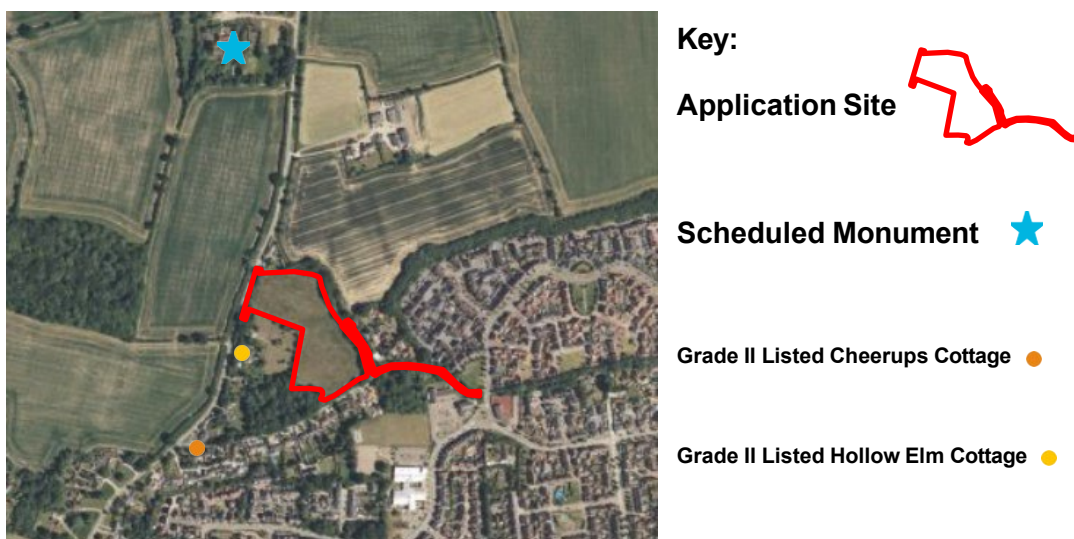 Key:
Application Site
Scheduled Monument
Grade II Listed Cheerups Cottage
Grade II Listed Hollow Elm Cottage